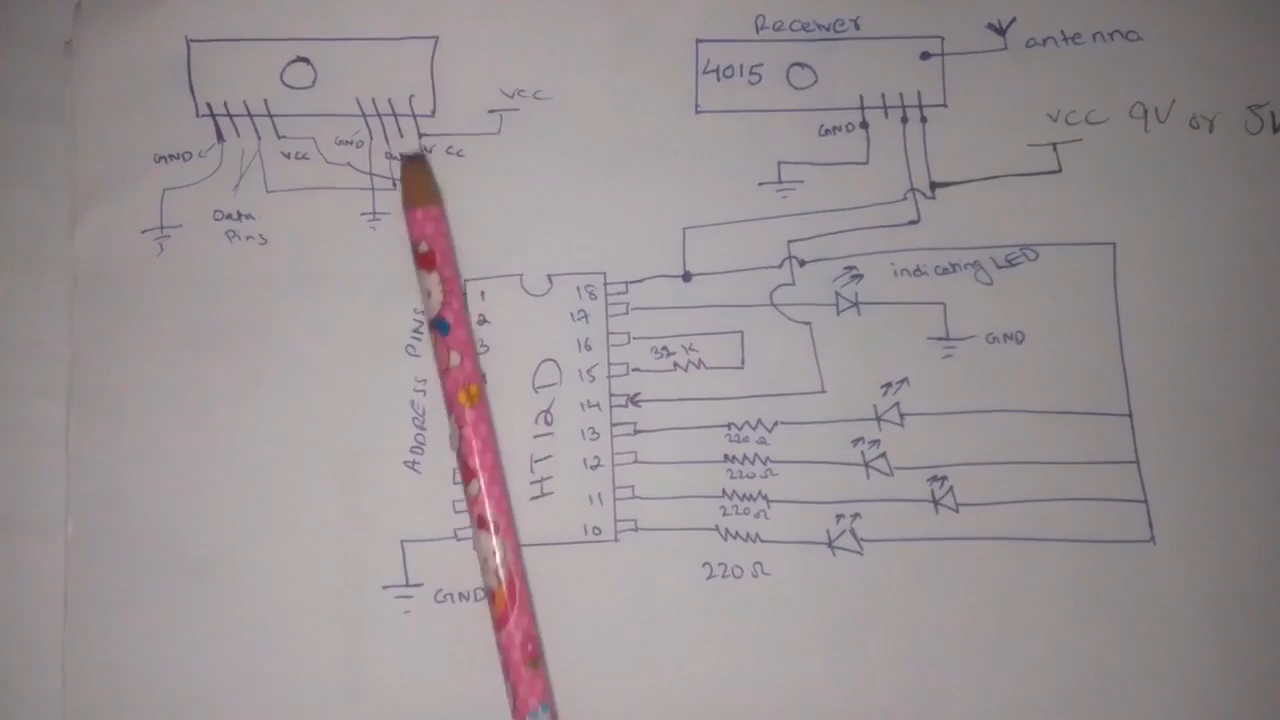 Receiver
antenna
4015
VCC
GND
VCC 9V or 5V
GND
VCC
GND
CC
Data
Pins
ADDRESS PINS
1
2
3
HT12D
18
17
16
15
14
13
12
11
10
indicating LED
GND
32 K
220Ω
220Ω
220Ω
220Ω
GND